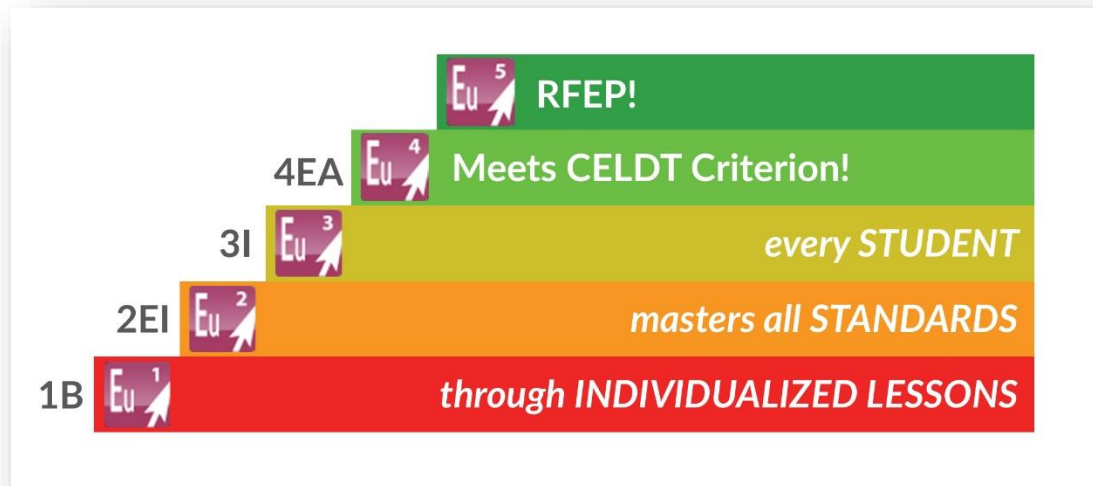 Eu 5 RFEP!
4EA Eu 4 Meets CELDT Criterion!
3I Eu 3 every STUDENT
2EI Eu 2 masters all STANDARDS
1B Eu 1 through INDIVIDUALIZED LESSONS